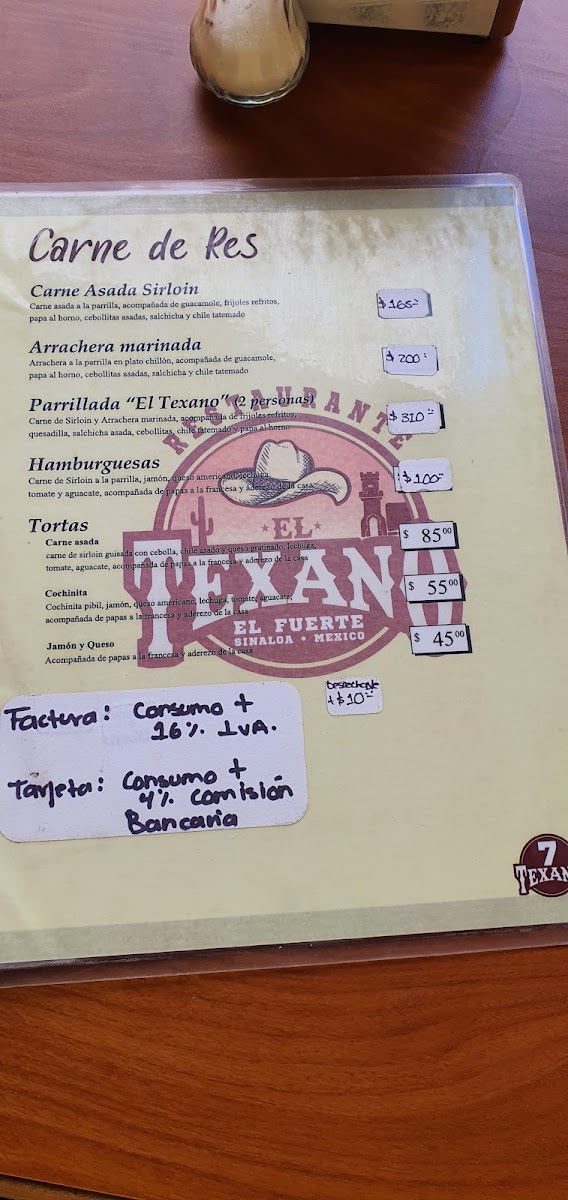 Carne de Res
Carne Asada Sirloin
Carne asada a la parrilla, acompañada de guacamole, frijoles refritos,
papa al horno, cebollitas asadas, salchicha y chile tatemado
$165=
Arrachera marinada
Arrachera a la parrilla en plato chillón, acompañada de guacamole,
papa al horno, cebollitas asadas, salchicha y chile tatemado
$200=
Parrillada “El Texano” (2 personas)
Carne de Sirloin y Arrachera marinada, acompañada de frijoles refritos,
quesadilla, salchicha asada, cebollitas, chile tatemado y papa al horno
$310=
Hamburguesas
Carne de Sirloin a la parrilla, jamón, queso americano, lechuga,
tomate y aguacate, acompañada de papas a la francesa y aderezo de la casa
$100=
Tortas
Carne asada
carne de sirloin guisada con cebolla, chile asado y queso gratinado, lechuga,
tomate, aguacate, acompañada de papas a la francesa y aderezo de la casa
$ 85⁰⁰
Cochinita
Cochinita pibil, jamón, queso americano, lechuga, tomate, aguacate,
acompañada de papas a la francesa y aderezo de la casa
$ 55⁰⁰
Jamón y Queso
Acompañada de papas a la francesa y aderezo de la casa
$ 45⁰⁰
RESTAURANTE
EL
TEXANO
EL FUERTE
SINALOA • MEXICO
Desechable
+$10=
Factura: Consumo +
16% IVA.
Tarjeta: Consumo +
4% Comisión
Bancaria
7
TEXAN